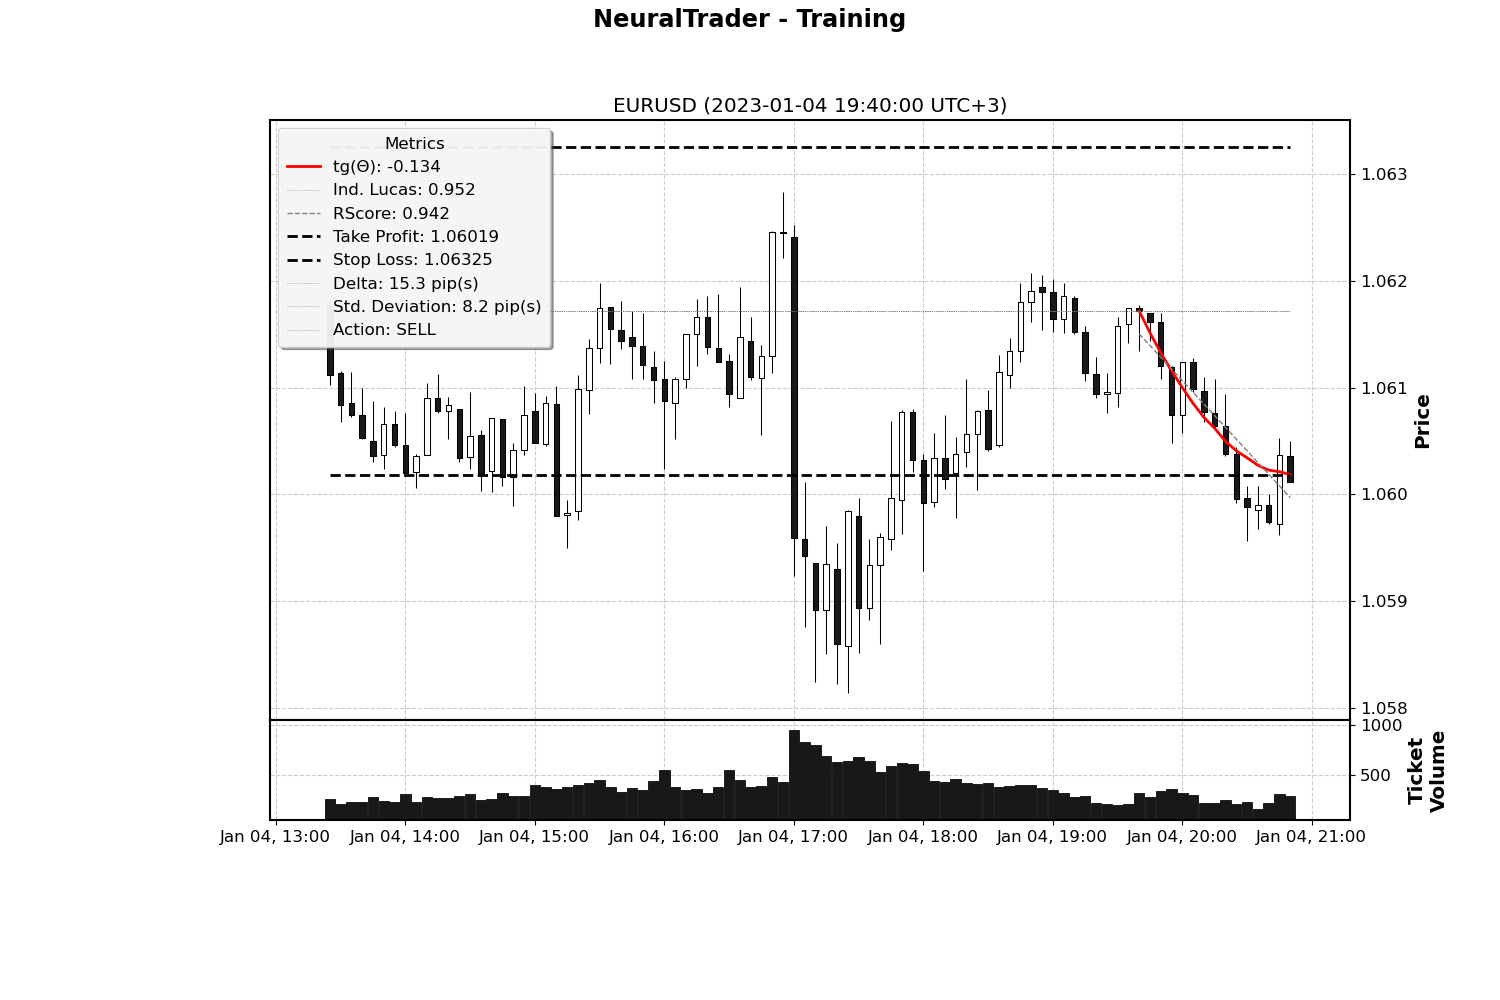 NeuralTrader - Training
EURUSD (2023-01-04 19:40:00 UTC+3)
Metrics
tg(Θ): -0.134
Ind. Lucas: 0.952
RScore: 0.942
Take Profit: 1.06019
Stop Loss: 1.06325
Delta: 15.3 pip(s)
Std. Deviation: 8.2 pip(s)
Action: SELL
1.063
1.062
1.061
1.060
1.059
1.058
Price
1000
500
Ticket
Volume
Jan 04, 13:00
Jan 04, 14:00
Jan 04, 15:00
Jan 04, 16:00
Jan 04, 17:00
Jan 04, 18:00
Jan 04, 19:00
Jan 04, 20:00
Jan 04, 21:00